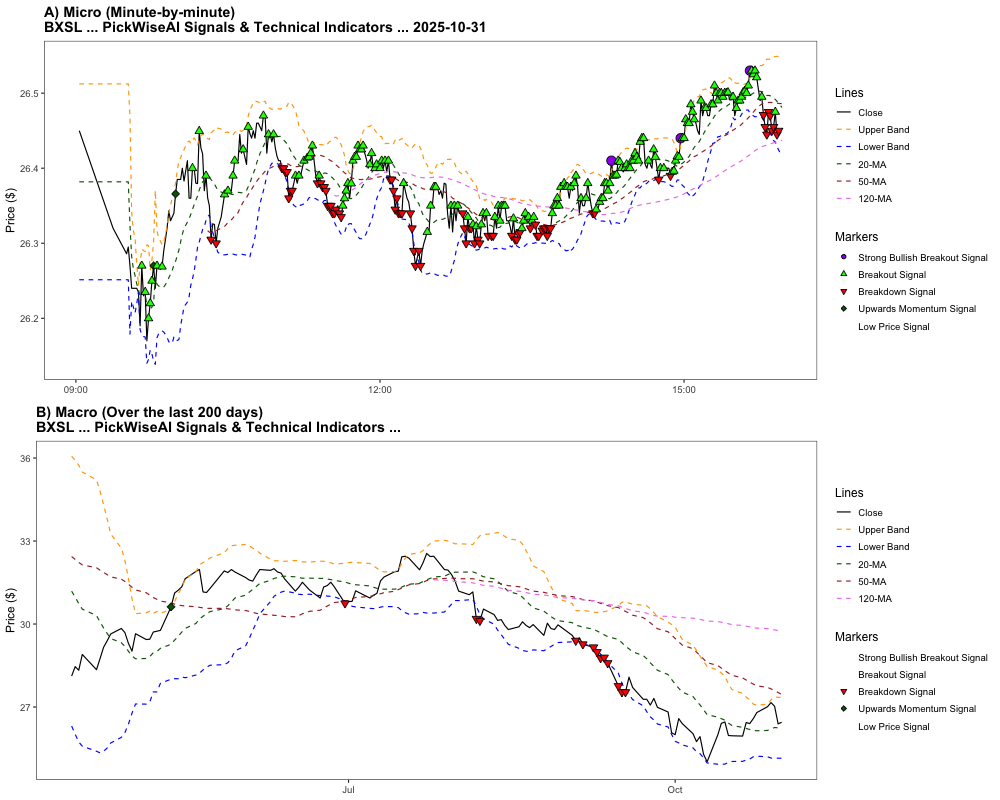 A) Micro (Minute-by-minute)
BXSL ... PickWiseAI Signals & Technical Indicators ... 2025-10-31
Price ($)
26.5
26.4
26.3
26.2
09:00
12:00
15:00
Lines
Close
Upper Band
Lower Band
20-MA
50-MA
120-MA
Markers
Strong Bullish Breakout Signal
Breakout Signal
Breakdown Signal
Upwards Momentum Signal
Low Price Signal
B) Macro (Over the last 200 days)
BXSL ... PickWiseAI Signals & Technical Indicators ...
Price ($)
36
33
30
27
Jul
Oct
Lines
Close
Upper Band
Lower Band
20-MA
50-MA
120-MA
Markers
Strong Bullish Breakout Signal
Breakout Signal
Breakdown Signal
Upwards Momentum Signal
Low Price Signal